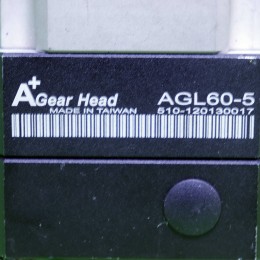 A+ Gear Head AGL60-5
MADE IN TAIWAN 510-120130017